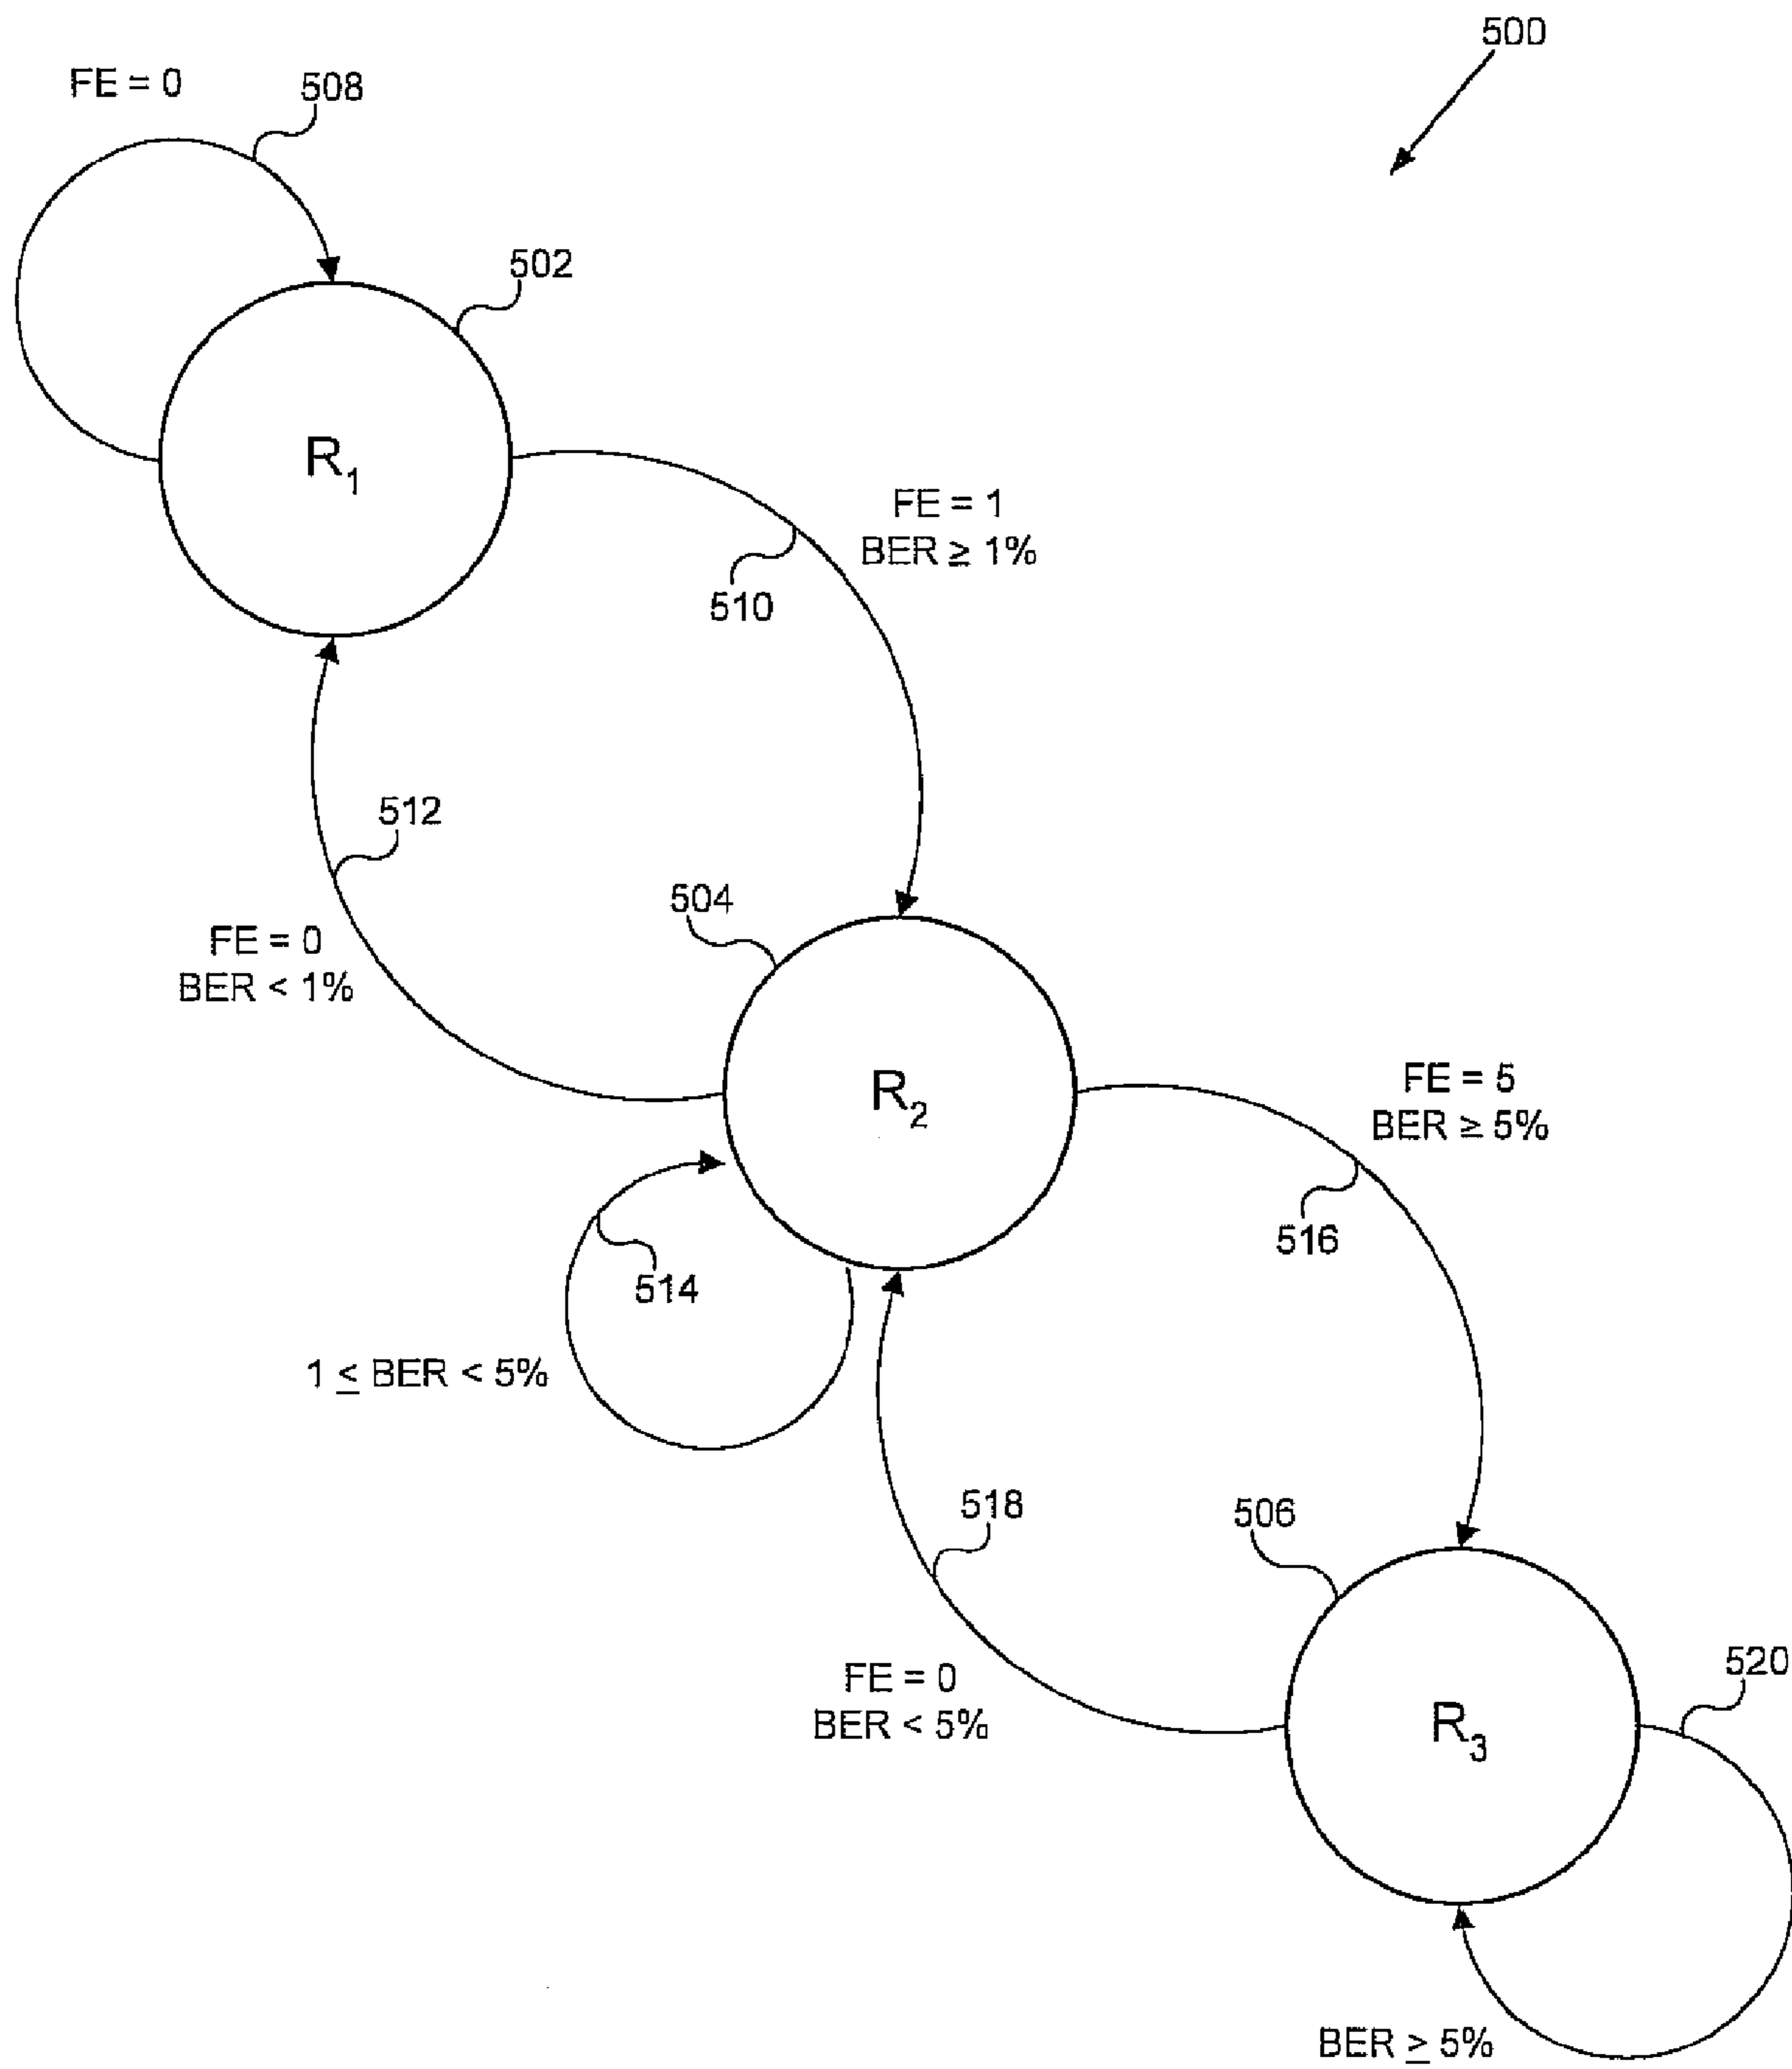 500
FE = 0
508
502
R1
FE = 1
BER ≥ 1%
510
512
504
FE = 0
BER < 1%
R2
FE = 5
BER ≥ 5%
516
514
1 ≤ BER < 5%
518
506
FE = 0
BER < 5%
520
R3
BER ≥ 5%